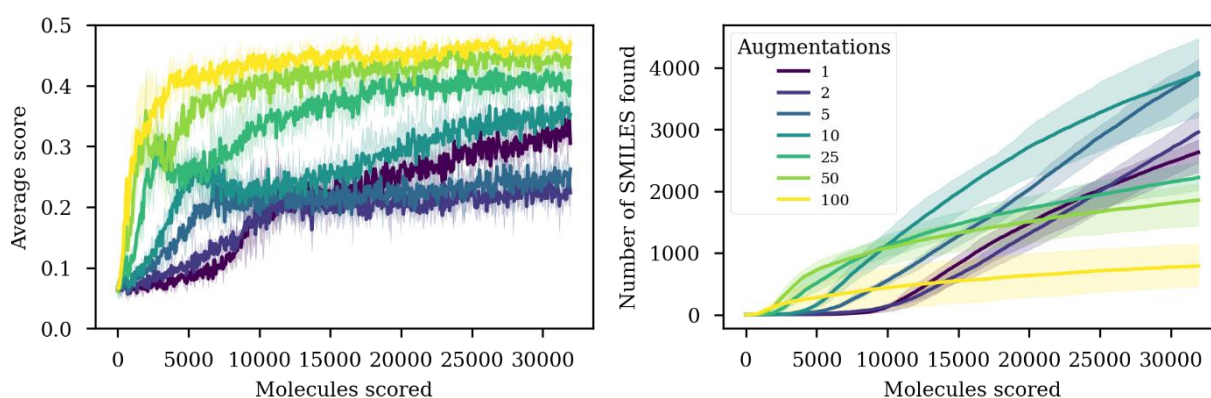 Average score
0.5
0.4
0.3
0.2
0.1
0.0
0 5000 10000 15000 20000 25000 30000
Molecules scored
Number of SMILES found
4000
3000
2000
1000
0
Augmentations
1
2
5
10
25
50
100
0 5000 10000 15000 20000 25000 30000
Molecules scored